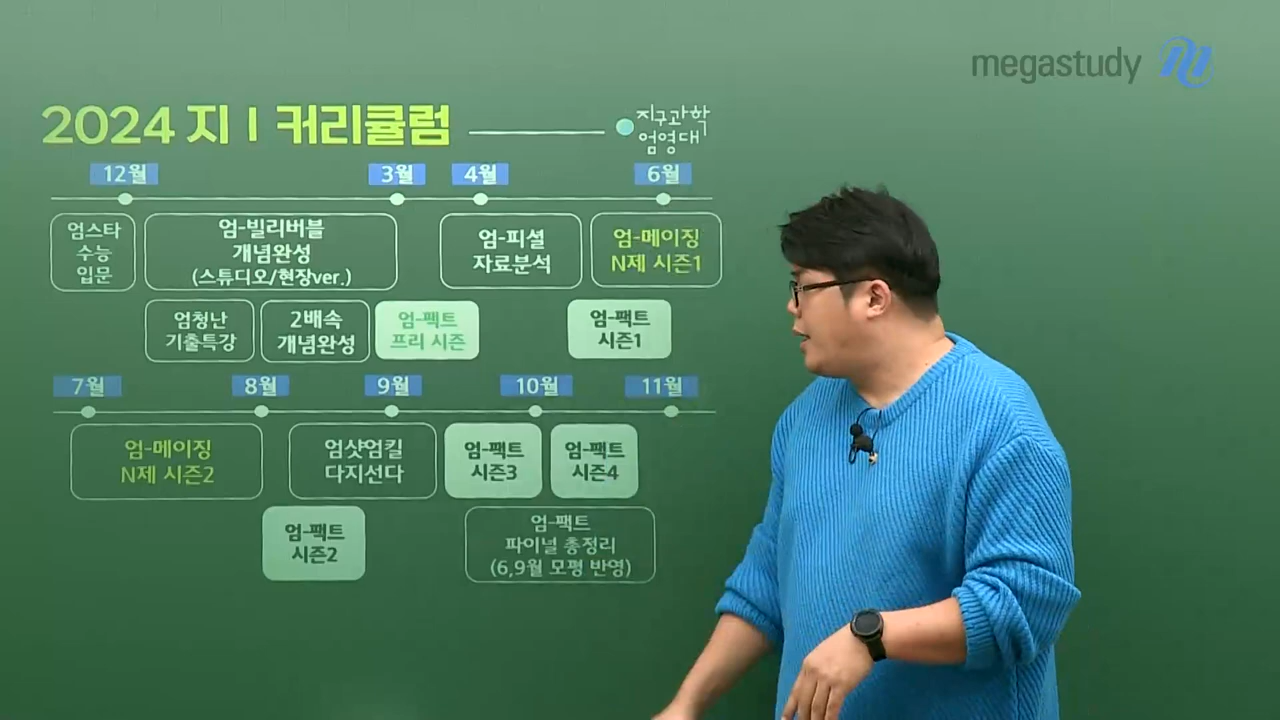 megastudy
2024 지 I 커리큘럼
지구과학
엄영대
12월
3월
4월
6월
엄스타
수능
입문
엄-빌리버블
개념완성
(스튜디오/현장ver.)
엄-피셜
자료분석
엄-메이징
N제 시즌1
엄청난
기출특강
2배속
개념완성
엄-팩트
프리 시즌
엄-팩트
시즌1
7월
8월
9월
10월
11월
엄-메이징
N제 시즌2
엄샷엄킬
다지선다
엄-팩트
시즌3
엄-팩트
시즌4
엄-팩트
시즌2
엄-팩트
파이널 총정리
(6,9월 모평 반영)